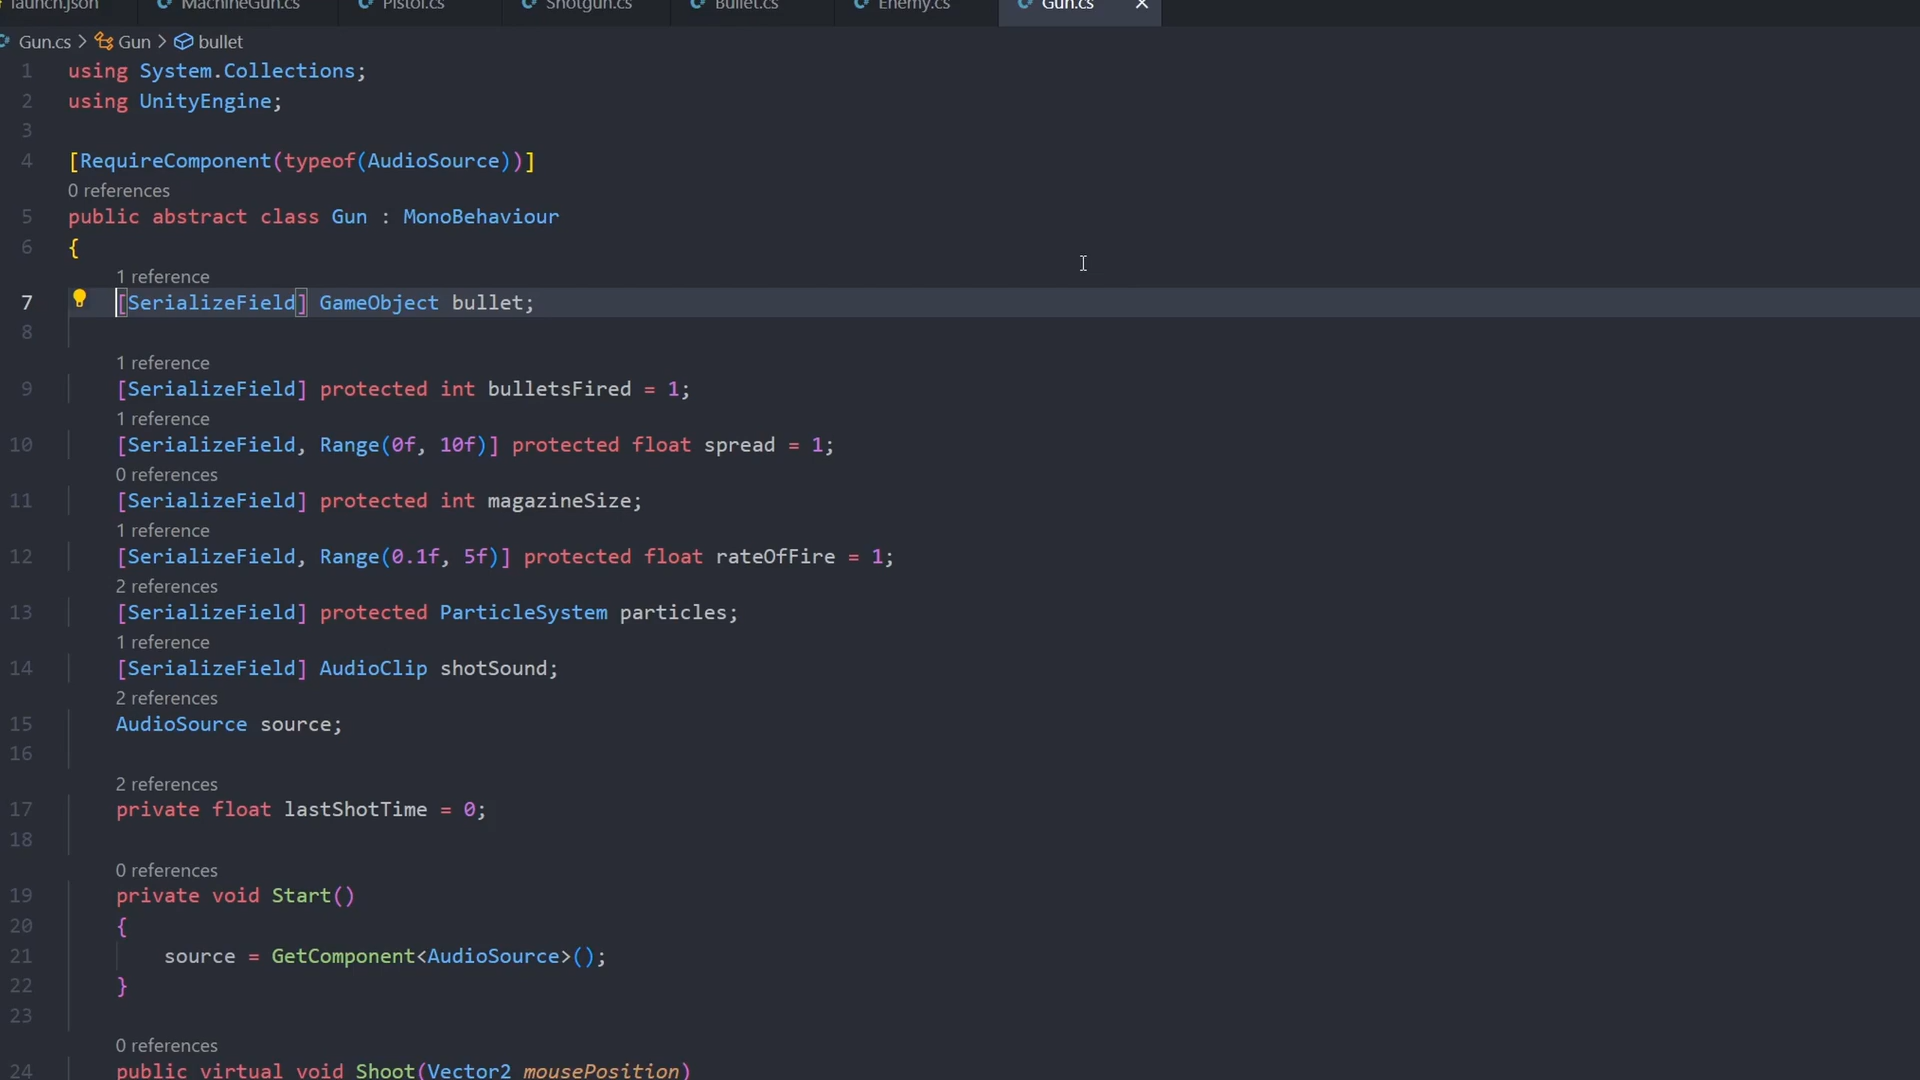 launch.json MachineGun.cs Pistol.cs Shotgun.cs Bullet.cs Enemy.cs Gun.cs
Gun.cs > Gun > bullet
1 using System.Collections;
2 using UnityEngine;
3
4 [RequireComponent(typeof(AudioSource))]
0 references
5 public abstract class Gun : MonoBehaviour
6 {
1 reference
7 [SerializeField] GameObject bullet;
8
1 reference
9 [SerializeField] protected int bulletsFired = 1;
1 reference
10 [SerializeField, Range(0f, 10f)] protected float spread = 1;
0 references
11 [SerializeField] protected int magazineSize;
1 reference
12 [SerializeField, Range(0.1f, 5f)] protected float rateOfFire = 1;
2 references
13 [SerializeField] protected ParticleSystem particles;
1 reference
14 [SerializeField] AudioClip shotSound;
2 references
15 AudioSource source;
16
2 references
17 private float lastShotTime = 0;
18
0 references
19 private void Start()
20 {
21 source = GetComponent<AudioSource>();
22 }
23
0 references
24 public virtual void Shoot(Vector2 mousePosition)